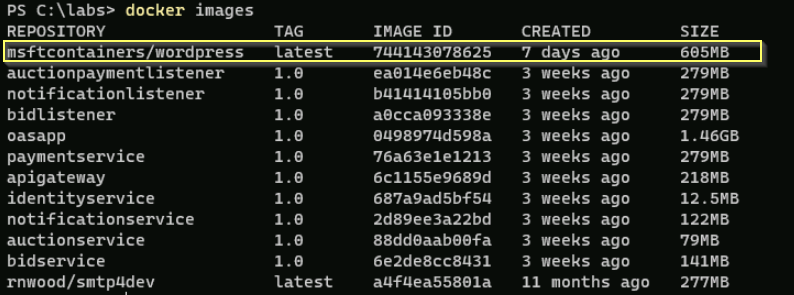 PS C:\labs> docker images
REPOSITORY TAG IMAGE ID CREATED SIZE
msftcontainers/wordpress latest 744143078625 7 days ago 605MB
auctionpaymentlistener 1.0 ea014e6eb48c 3 weeks ago 279MB
notificationlistener 1.0 b41414105bb0 3 weeks ago 279MB
bidlistener 1.0 a0cca093338e 3 weeks ago 279MB
oasapp 1.0 0498974d598a 3 weeks ago 1.46GB
paymentservice 1.0 76a63e1e1213 3 weeks ago 279MB
apigateway 1.0 6c1155e9689d 3 weeks ago 218MB
identityservice 1.0 687a9ad5bf54 3 weeks ago 12.5MB
notificationservice 1.0 2d89ee3a22bd 3 weeks ago 122MB
auctionservice 1.0 88dd0aab00fa 3 weeks ago 79MB
bidservice 1.0 6e2de8cc8431 3 weeks ago 141MB
rnwood/smtp4dev latest a4f4ea55801a 11 months ago 277MB